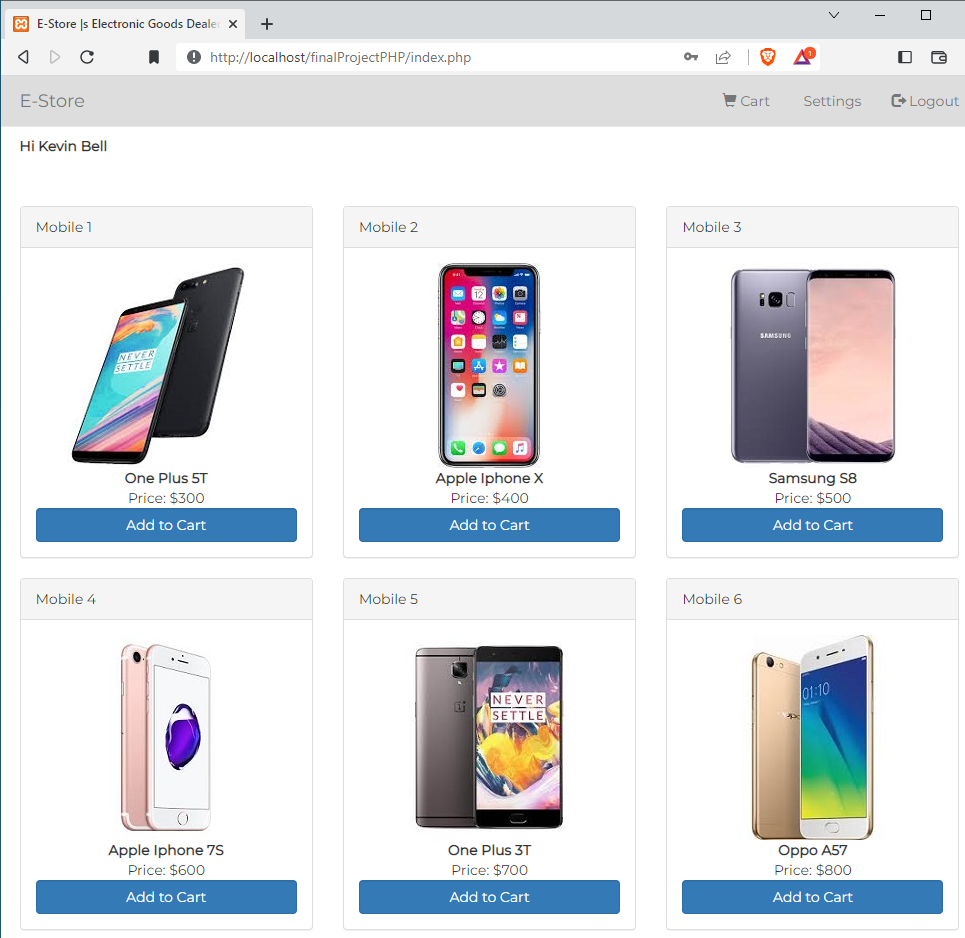 E-Store |s Electronic Goods Deale
http://localhost/finalProjectPHP/index.php
1
E-Store
Cart
Settings
Logout
Hi Kevin Bell
Mobile 1
Mobile 2
Mobile 3
NEVER
SETTLE
SAMSUNG
One Plus 5T
Price: $300
Add to Cart
Apple Iphone X
Price: $400
Add to Cart
Samsung S8
Price: $500
Add to Cart
Mobile 4
Mobile 5
Mobile 6
NEVER
SETTLE
01:10
Apple Iphone 7S
Price: $600
Add to Cart
One Plus 3T
Price: $700
Add to Cart
Oppo A57
Price: $800
Add to Cart